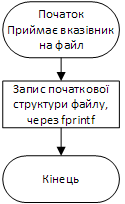 Початок
Приймає вказівник
на файл
Запис початкової
структури файлу,
через fprintf
Кінець